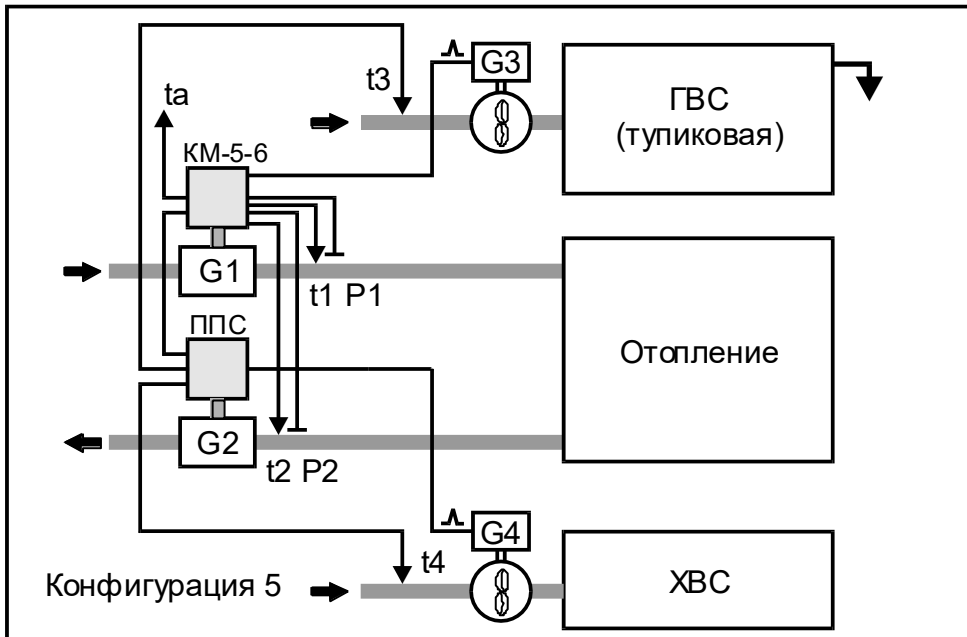 G3
t3
ГВС
(тупиковая)
ta
КМ-5-6
G1
t1 P1
ППС
Отопление
G2
t2 P2
G4
t4
ХВС
Конфигурация 5